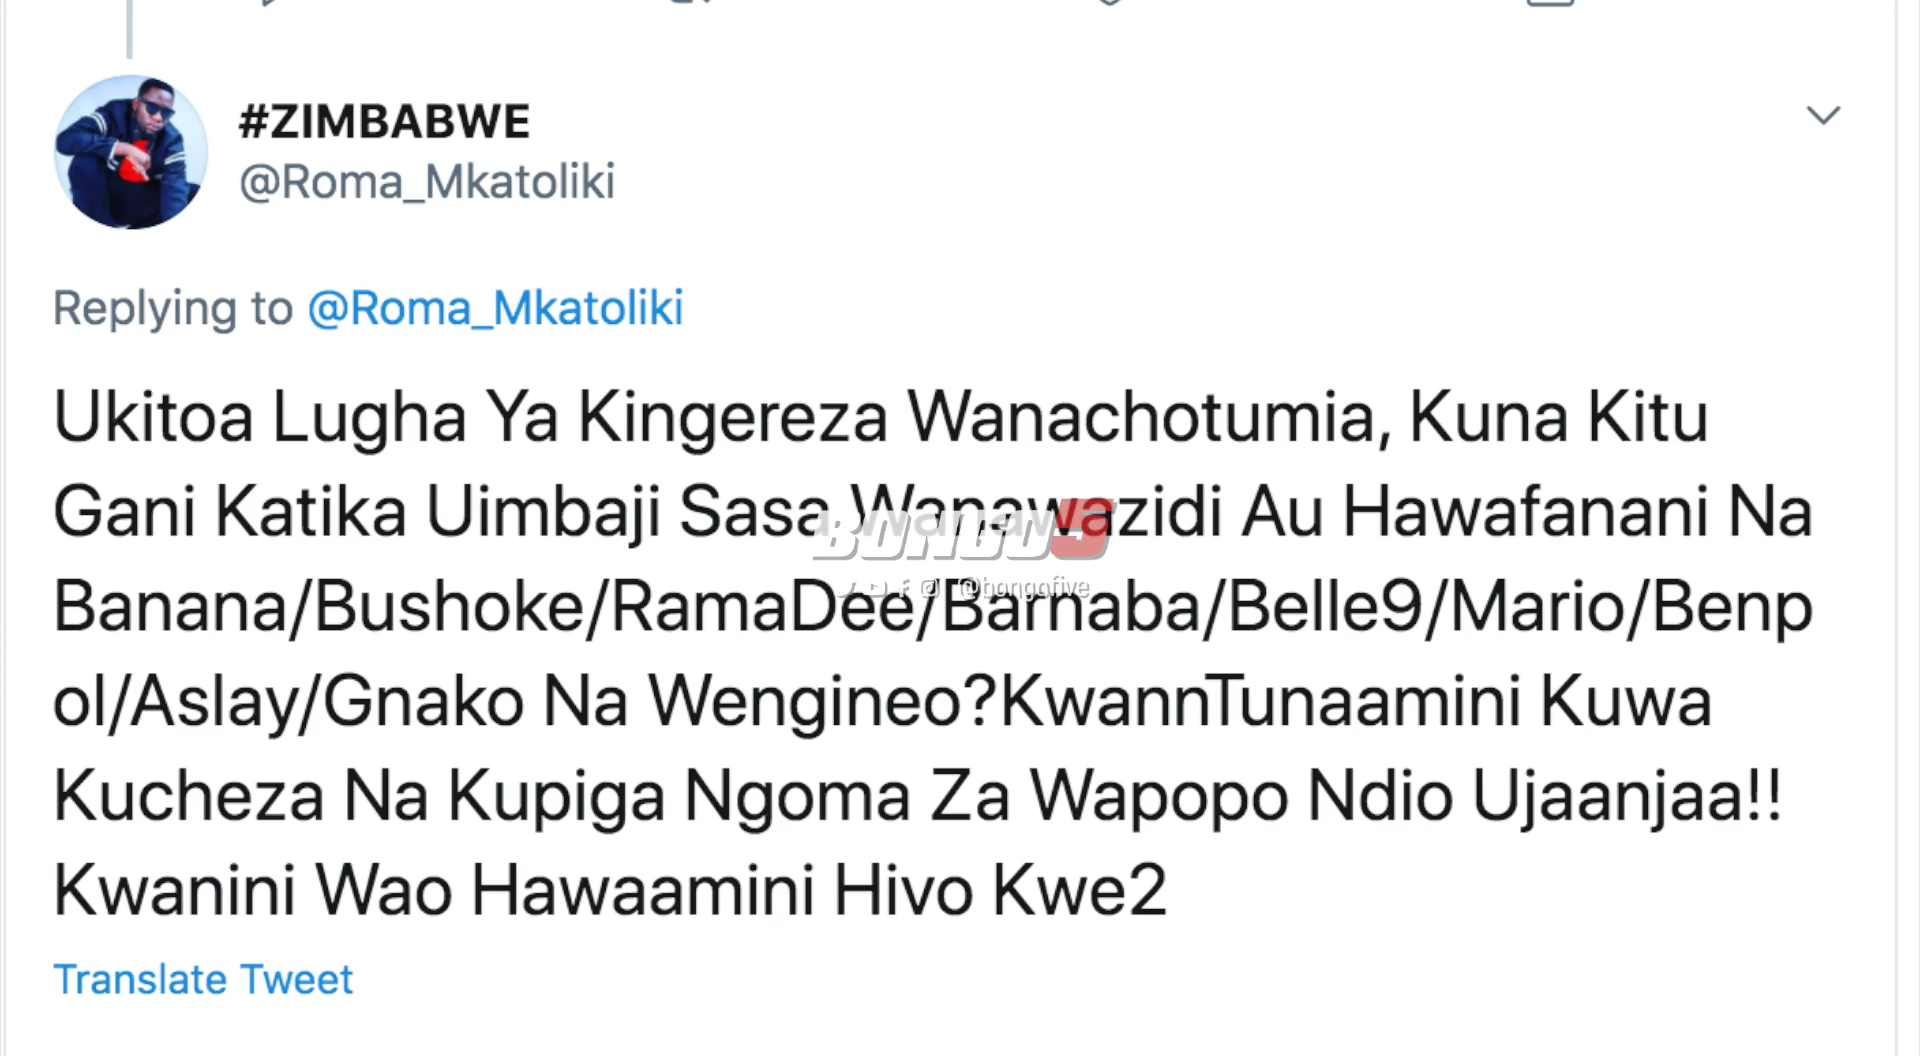 #ZIMBABWE
@Roma_Mkatoliki
Replying to @Roma_Mkatoliki
Ukitoa Lugha Ya Kingereza Wanachotumia, Kuna Kitu
Gani Katika Uimbaji Sasa Wanawazidi Au Hawafanani Na
BONGO5
@bongofive
Banana/Bushoke/RamaDee/Barnaba/Belle9/Mario/Benp
ol/Aslay/Gnako Na Wengineo?KwannTunaamini Kuwa
Kucheza Na Kupiga Ngoma Za Wapopo Ndio Ujaanjaa!!
Kwanini Wao Hawaamini Hivo Kwe2
Translate Tweet